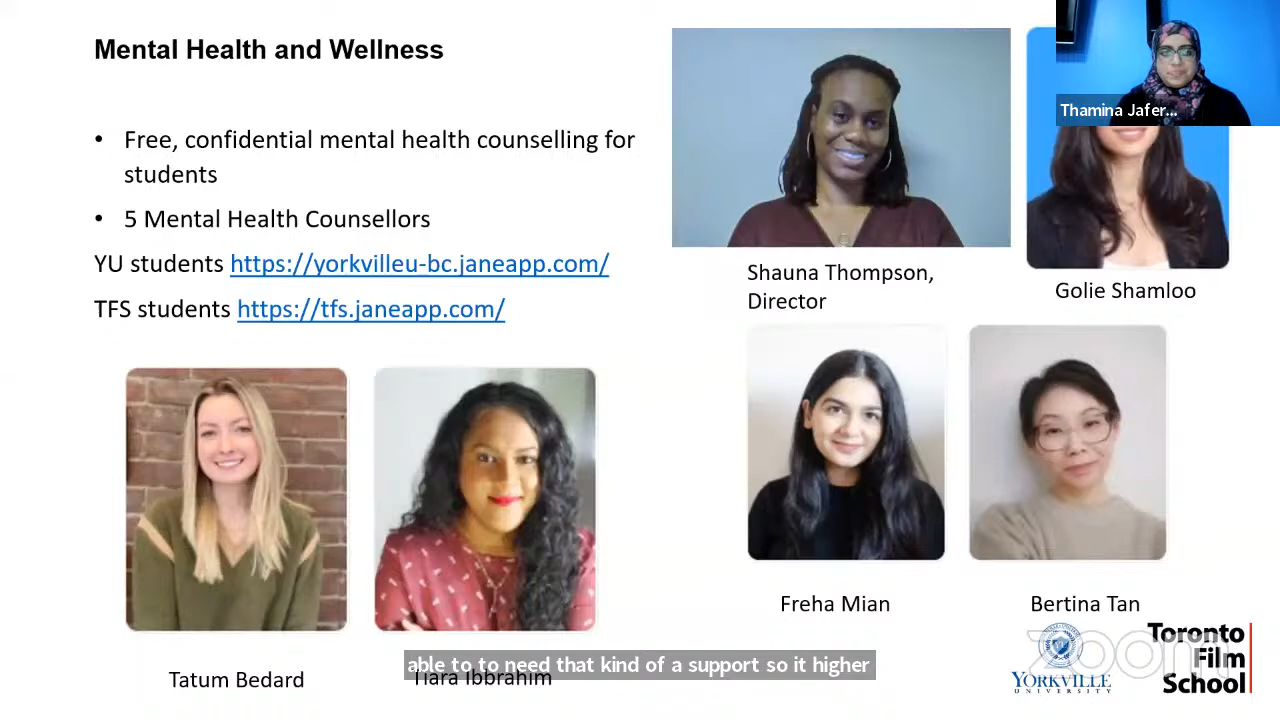 Mental Health and Wellness
• Free, confidential mental health counselling for
students
• 5 Mental Health Counsellors
YU students https://yorkvilleu-bc.janeapp.com/
TFS students https://tfs.janeapp.com/
Thamina Jafer...
Shauna Thompson,
Director
Golie Shamloo
Freha Mian
Bertina Tan
Tatum Bedard
Tiara Ibbrahim
able to to need that kind of a support so it higher
zoom
YORKVILLE
UNIVERSITY
Toronto
Film
School